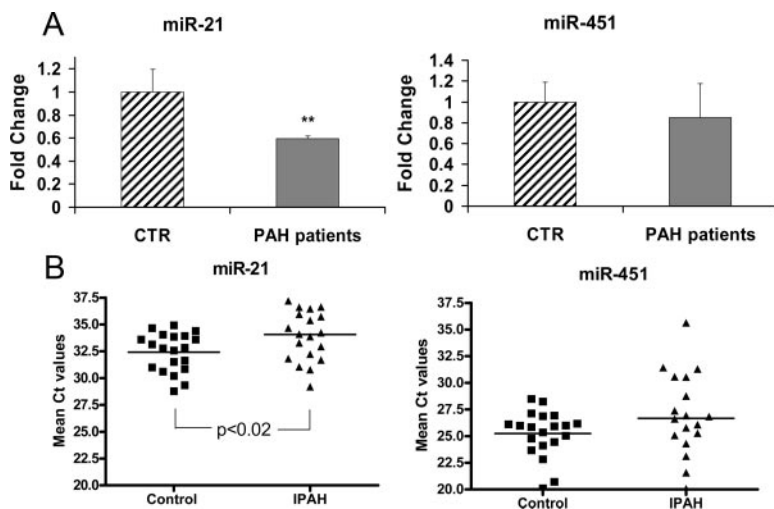 A
miR-21
Fold Change
1.2
1
0.8
0.6
0.4
0.2
0
**
CTR
PAH patients
miR-451
Fold Change
1.4
1.2
1
0.8
0.6
0.4
0.2
0
CTR
PAH patients
B
miR-21
Mean Ct values
37.5
35.0
32.5
30.0
27.5
25.0
22.5
20.0
p<0.02
Control
IPAH
miR-451
Mean Ct values
37.5
35.0
32.5
30.0
27.5
25.0
22.5
20.0
Control
IPAH